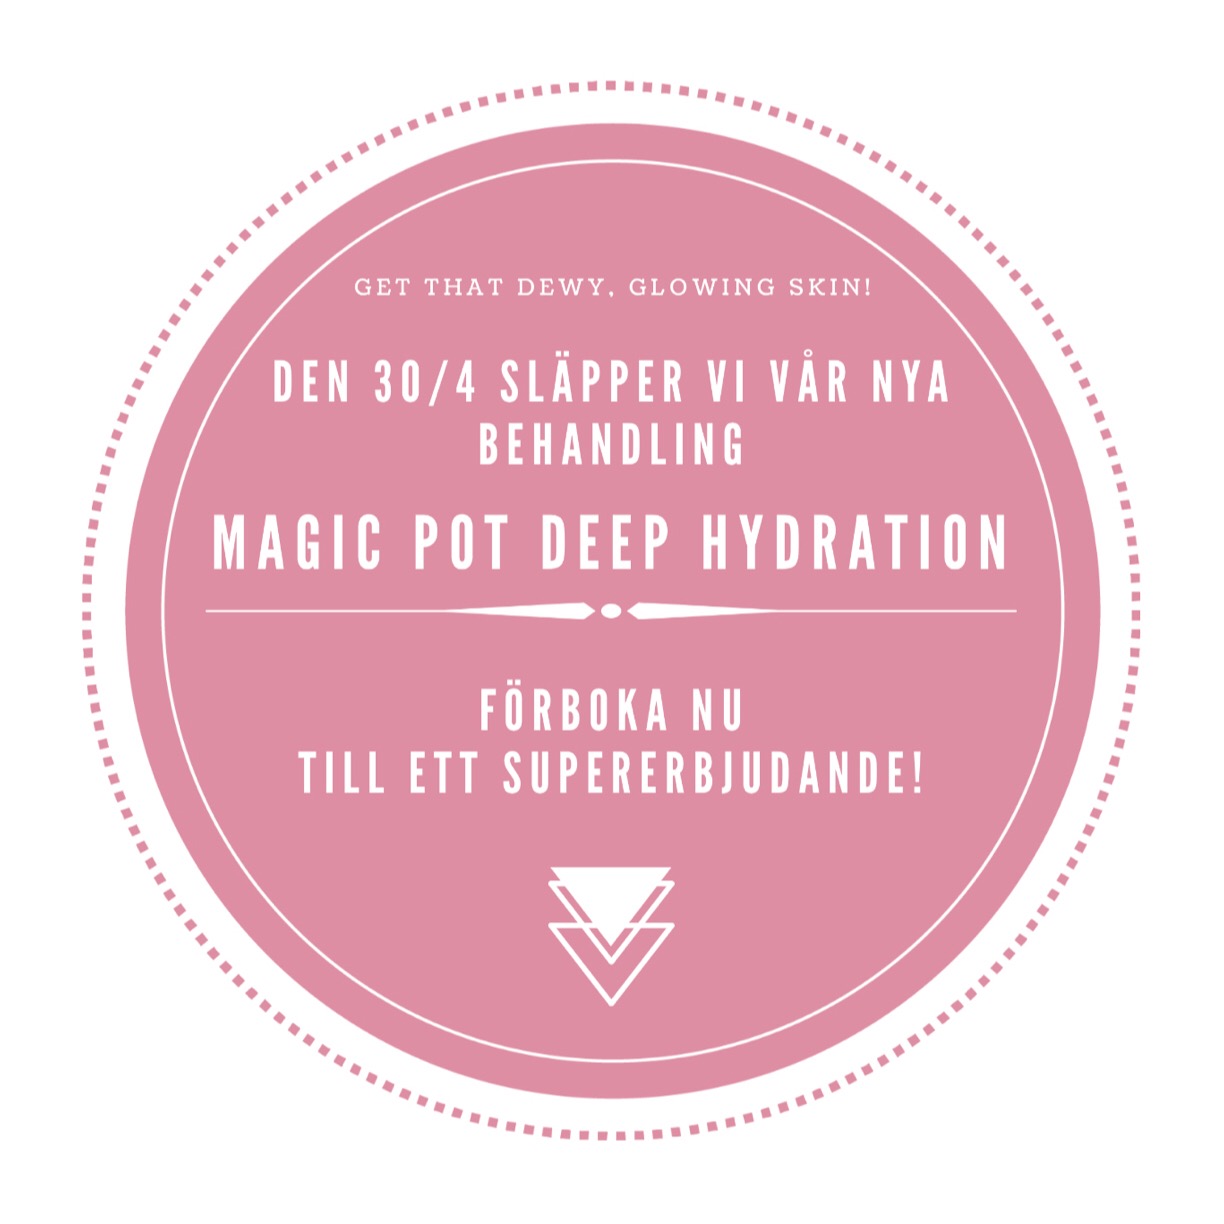 GET THAT DEWY, GLOWING SKIN!
DEN 30/4 SLÄPPER VI VÅR NYA
BEHANDLING
MAGIC POT DEEP HYDRATION
FÖRBOKA NU
TILL ETT SUPERERBJUDANDE!